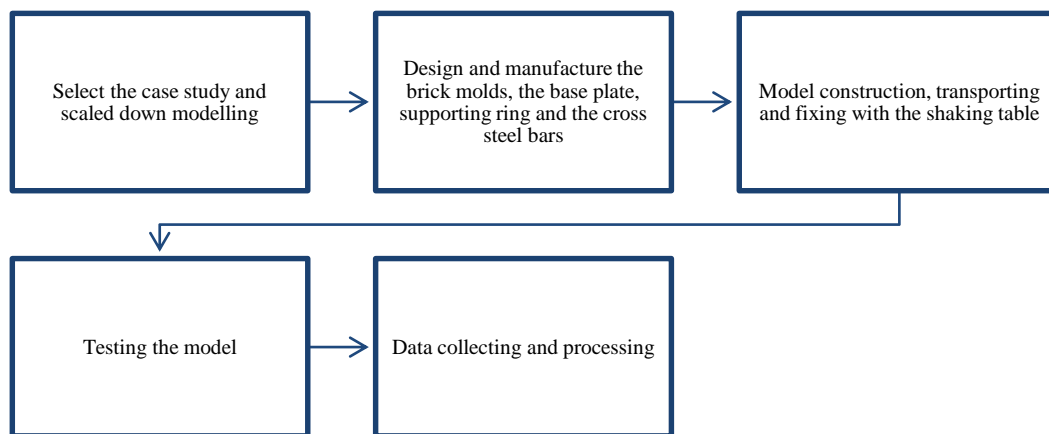 Select the case study and
scaled down modelling
Design and manufacture the
brick molds, the base plate,
supporting ring and the cross
steel bars
Model construction, transporting
and fixing with the shaking table
Testing the model
Data collecting and processing